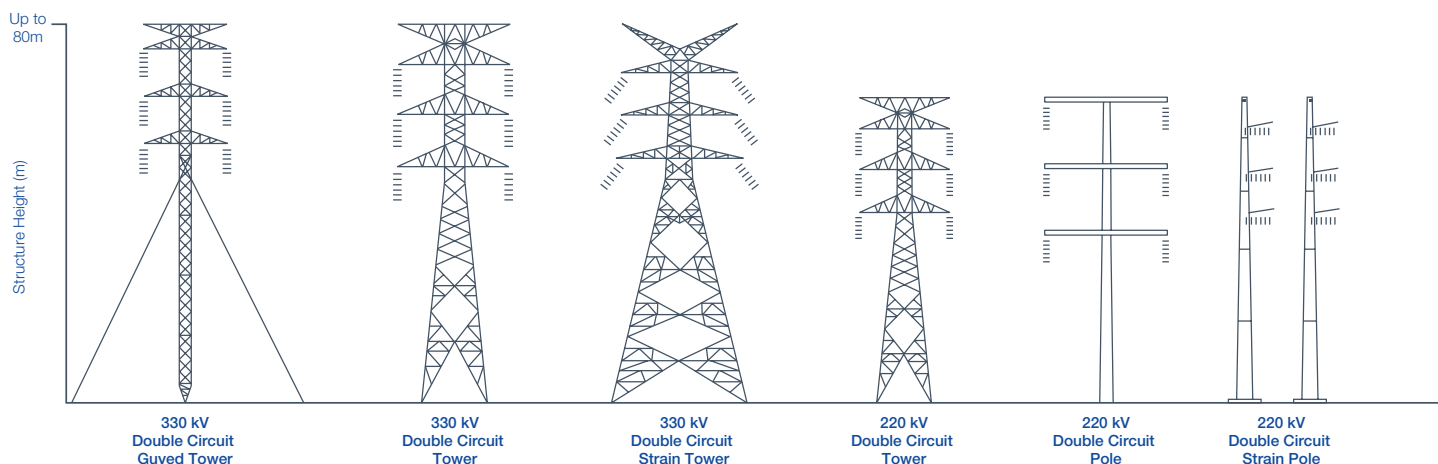 Up to
80m
Structure Height (m)
330 kV
Double Circuit
Guyed Tower
330 kV
Double Circuit
Tower
330 kV
Double Circuit
Strain Tower
220 kV
Double Circuit
Tower
220 kV
Double Circuit
Pole
220 kV
Double Circuit
Strain Pole